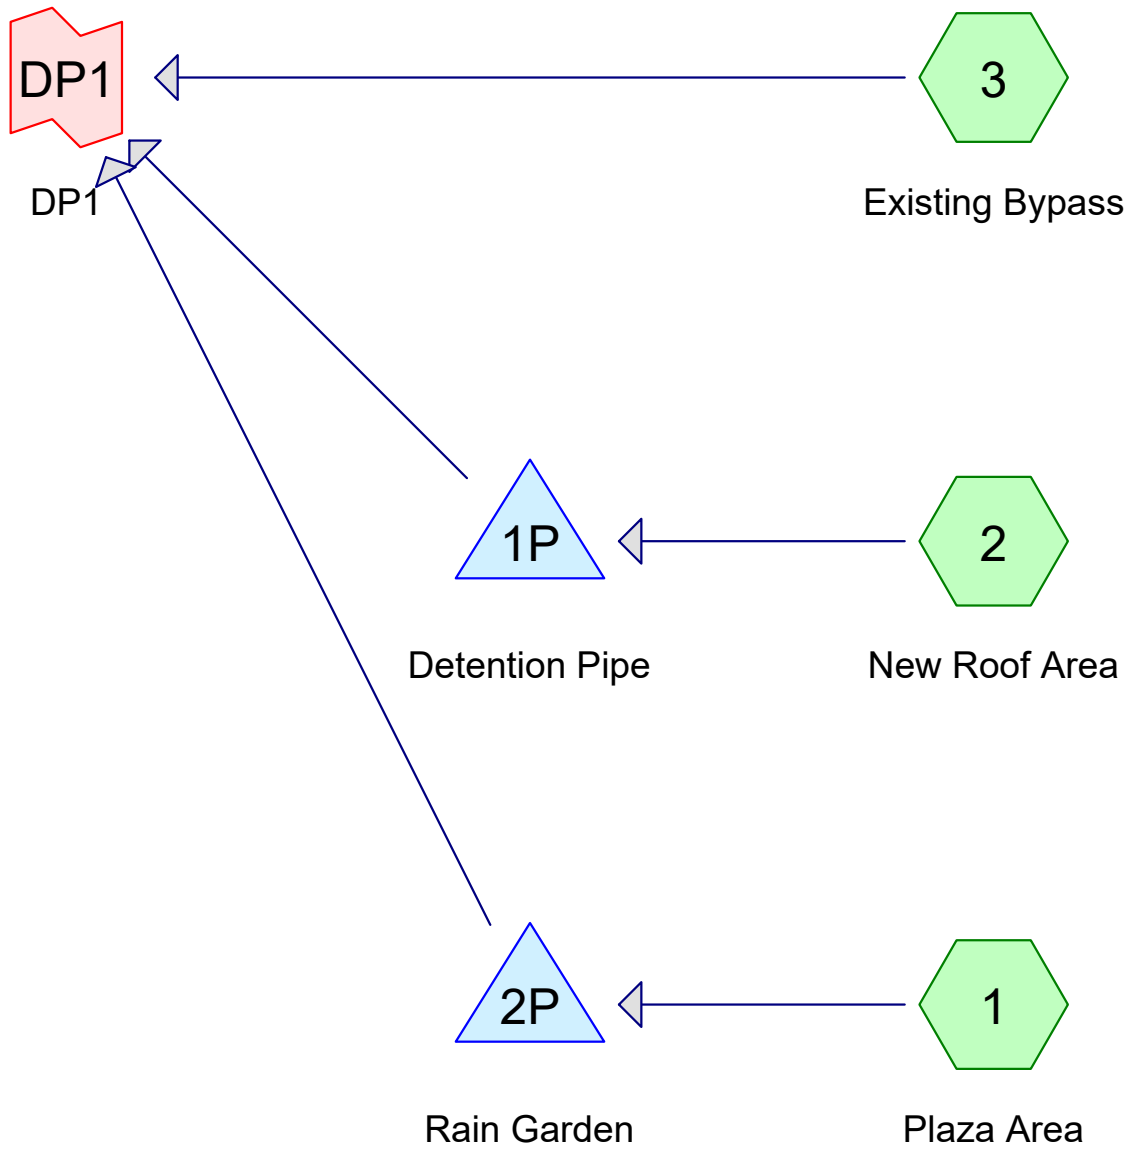 DP1
3
DP1
Existing Bypass
1P
2
Detention Pipe
New Roof Area
2P
1
Rain Garden
Plaza Area